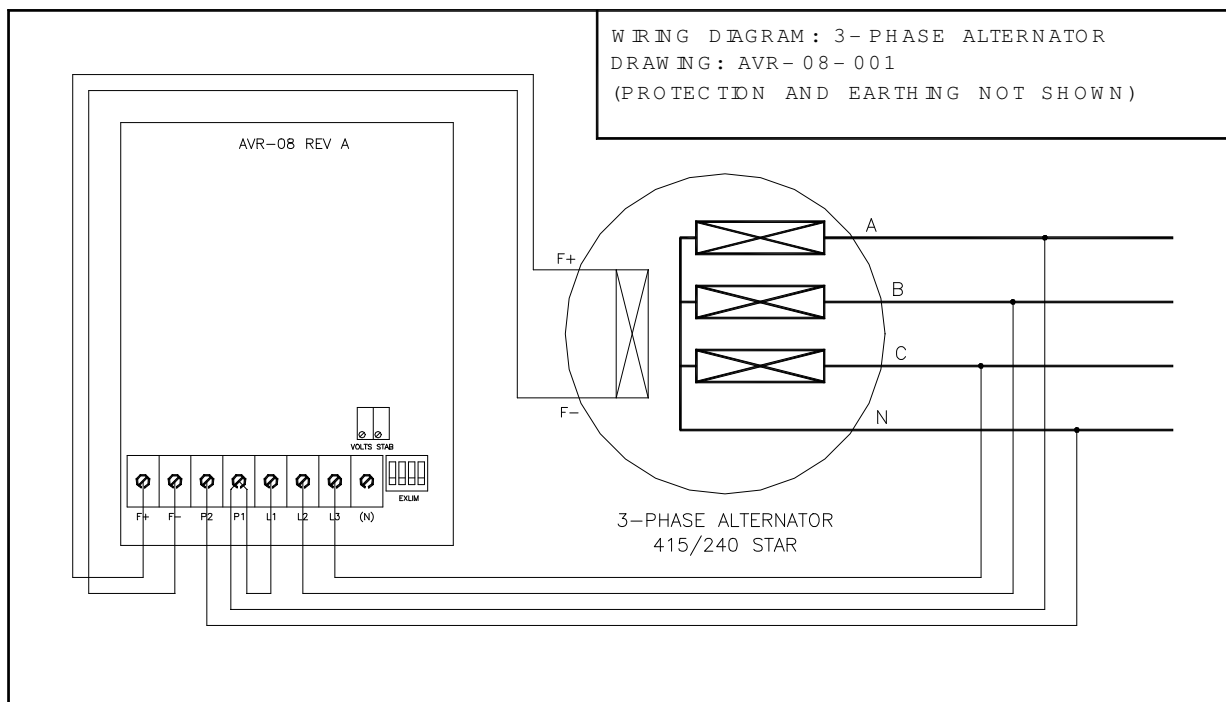 WIRING DIAGRAM: 3-PHASE ALTERNATOR
DRAWING: AVR-08-001
(PROTECTION AND EARTHING NOT SHOWN)
AVR-08 REV A
A
B
C
N
F+
F-
VOLTS STAB
EXLIM
F+ F- P2 P1 L1 L2 L3 (N)
3-PHASE ALTERNATOR
415/240 STAR